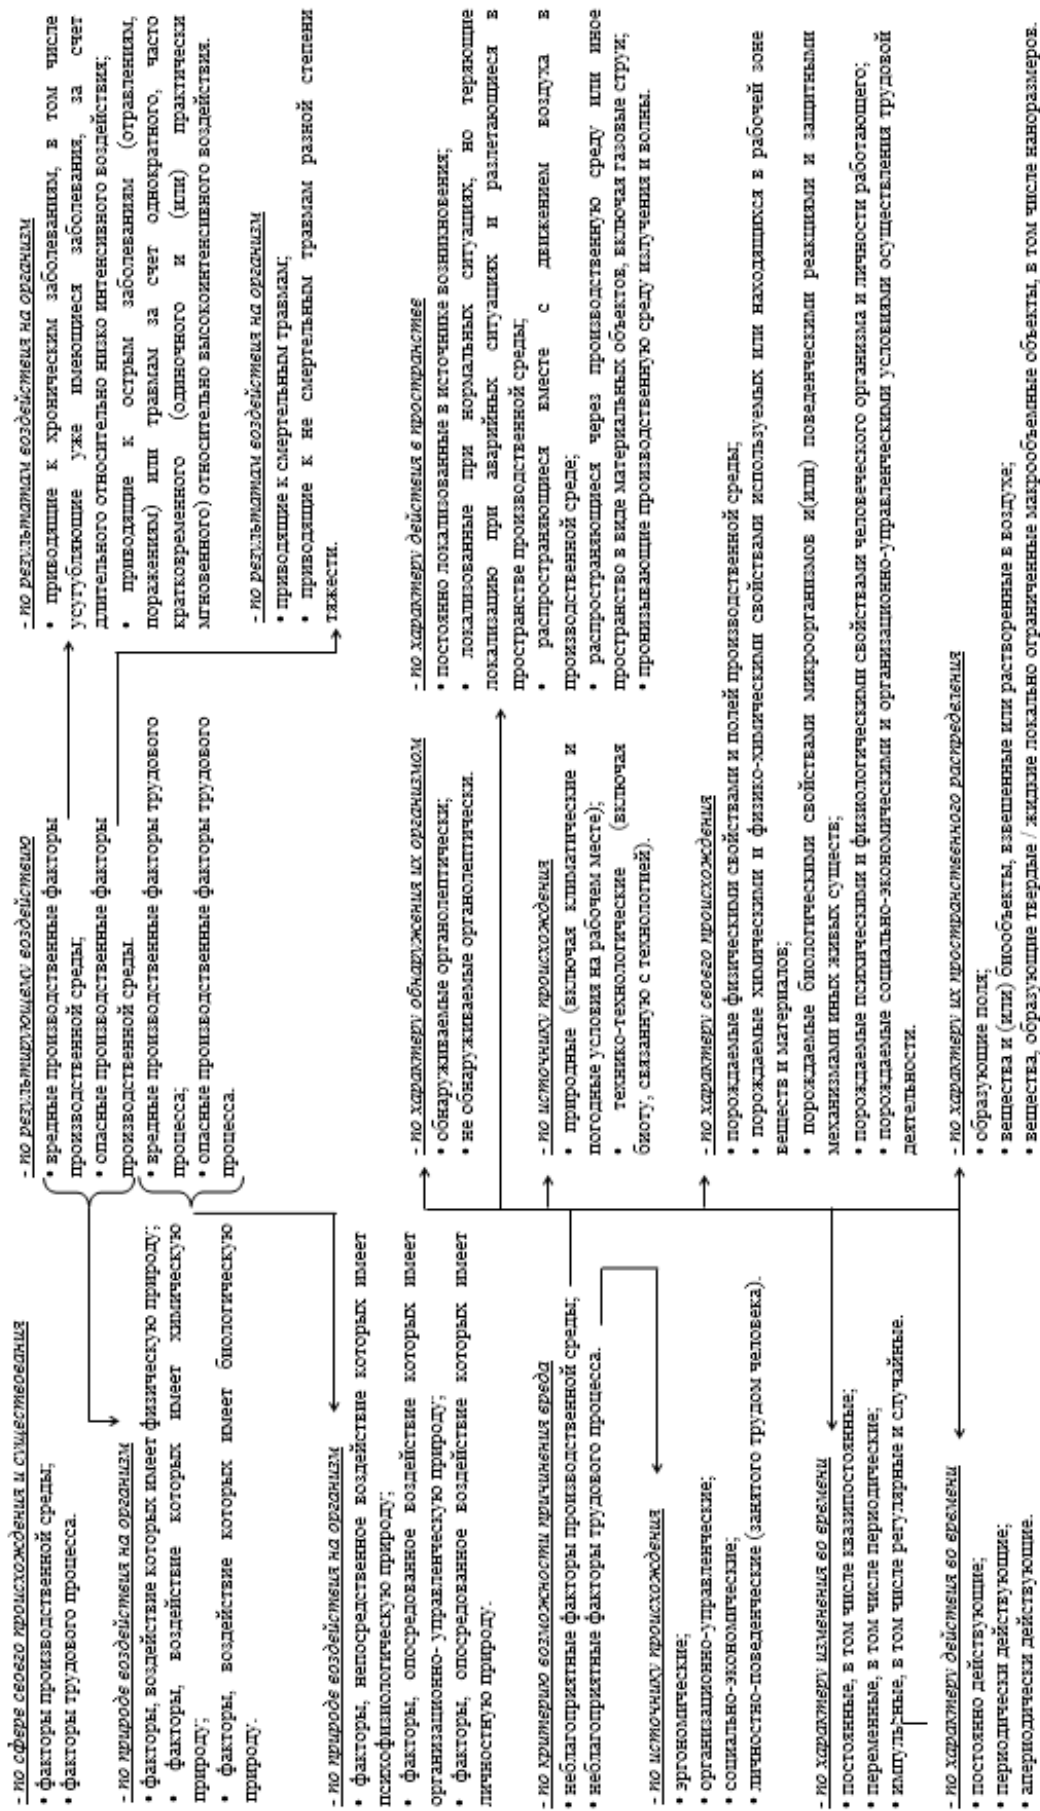 - по сфере своего происхождения и существования
• факторы производственной среды;
• факторы трудового процесса.
- по природе воздействия на организм
• факторы, воздействие которых имеет физическую природу;
• факторы, воздействие которых имеет химическую
природу;
• факторы, воздействие которых имеет биологическую
природу.
- по природе воздействия на организм
• факторы, непосредственное воздействие которых имеет
психофизиологическую природу;
• факторы, опосредованное воздействие которых имеет
организационно- управленческую природу;
• факторы, опосредованное воздействие которых имеет
личностную природу.
- по критерию возможности причинения вреда
• неблагоприятные факторы производственной среды;
• неблагоприятные факторы трудового процесса.
- по источнику происхождения
• эргономические;
• организационно-управленческие;
• социально-экономические;
• личностно-поведенческие (занятого трудом человека).
- по характеру изменения во времени
• постоянные, в том числе квазипостоянные;
• переменные, в том числе периодические;
• импульсные, в том числе регулярные и случайные.
- по характеру действия во времени
• постоянно действующие;
• периодически действующие;
• апериодически действующие.
- по результирующему воздействию
• вредные производственные факторы
производственной среды;
• опасные производственные факторы
производственной среды.
• вредные производственные факторы трудового
процесса;
• опасные производственные факторы трудового
процесса.
- по характеру обнаружения их организмом
• обнаруживаемые органолептически;
• не обнаруживаемые органолептически.
- по источнику происхождения
• природные (включая климатические и
погодные условия на рабочем месте);
• технико-технологические (включая
биоту, связанную с технологией).
- по характеру своего происхождения
• порождаемые физическими свойствами и полей производственной среды;
• порождаемые химическими и физико-химическими свойствами используемых или находящихся в рабочей зоне
веществ и материалов;
• порождаемые биологическими свойствами микроорганизмов и(или) поведенческими реакциями и защитными
механизмами иных живых существ;
• порождаемые психическими и физиологическими свойствами человеческого организма и личности работающего;
• порождаемые социально-экономическими и организационно-управленческими условиями осуществления трудовой
деятельности.
- по характеру их пространственного распределения
• образующие поля;
• вещества и (или) биообъекты, взвешенные или растворенные в воздухе;
• вещества, образующие твердые / жидкие локально ограниченные макрообъемные объекты, в том числе наноразмеров.
- по результатам воздействия на организм
• приводящие к хроническим заболеваниям, в том числе
усугубляющие уже имеющиеся заболевания, за счет
длительного относительно низко интенсивного воздействия;
• приводящие к острым заболеваниям (отравлениям,
поражениям) или травмам за счет однократного, часто
кратковременного (одиночного и (или) практически
мгновенного) относительно высокоинтенсивного воздействия.
- по результатам воздействия на организм
• приводящие к смертельным травмам;
• приводящие к не смертельным травмам разной степени
тяжести.
- по характеру действия в пространстве
• постоянно локализованные в источнике возникновения;
• локализованные при нормальных ситуациях, но теряющие
локализацию при аварийных ситуациях и разлетающиеся в
пространстве производственной среды;
• распространяющиеся вместе с движением воздуха в
производственной среде;
• распространяющиеся через производственную среду или иное
пространство в виде материальных объектов, включая газовые струи;
• пронизывающие производственную среду излучения и волны.